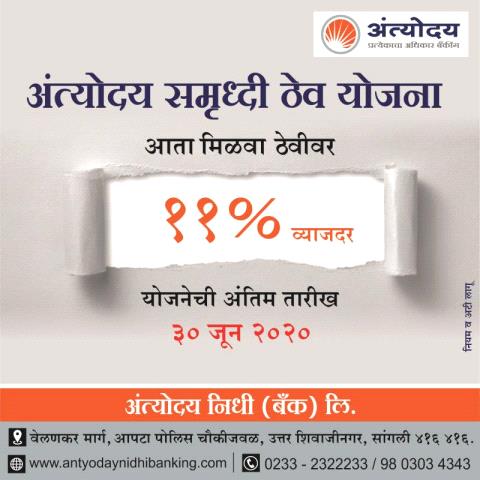 अंत्योदय
प्रत्येकाचा अधिकार बँकींग
अंत्योदय समृध्दी ठेव योजना
आता मिळवा ठेवीवर
११% व्याजदर
योजनेची अंतिम तारीख
३० जून २०२०
नियम व अटी लागू
अंत्योदय निधी (बँक) लि.
वेलणकर मार्ग, आपटा पोलिस चौकीजवळ, उत्तर शिवाजीनगर, सांगली ४१६ ४१६.
www.antyodaynidhibanking.com 0233 - 2322233 / 98 0303 4343